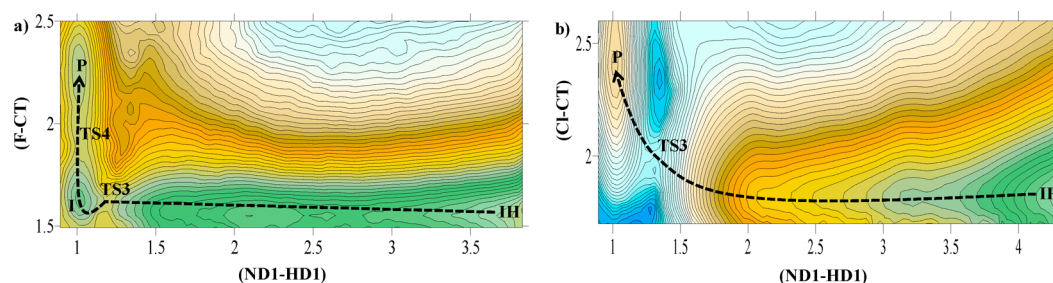 a)
2.5
2
1.5
(F-CT)
P
TS4
I
TS3
IH
1
1.5
2
2.5
3
3.5
(ND1-HD1)
b)
2.5
2
(Cl-CT)
P
TS3
IH
1
1.5
2
2.5
3
3.5
4
(ND1-HD1)